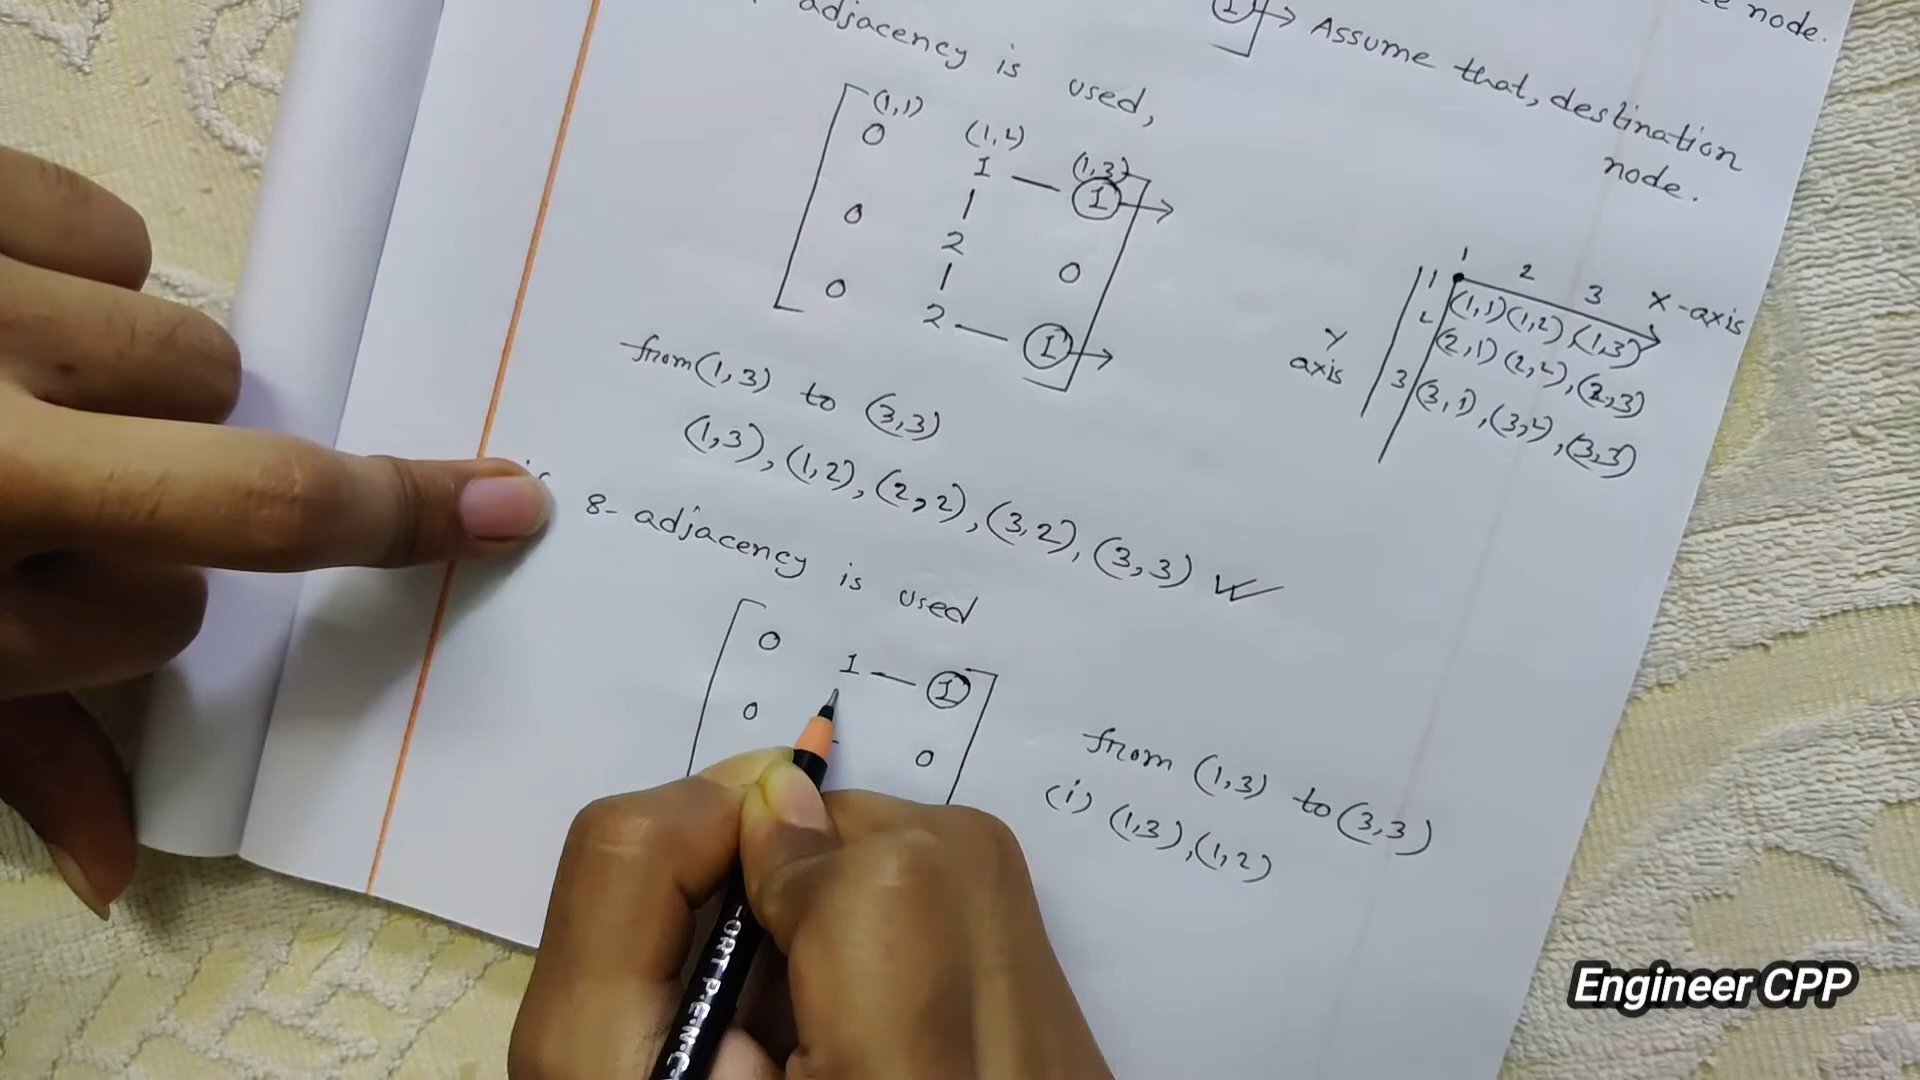 node.
1 → Assume that, destination
node.
adjacency is used,
(1,1) (1,2) (1,3)
0 1 — 1 →
0 2 0
0 2 — 1 →
1 2 3 X-axis
Y axis
1 (1,1) (1,2), (1,3)
2 (2,1) (2,2), (2,3)
3 (3,1), (3,2), (3,3)
from (1,3) to (3,3)
(1,3), (1,2), (2,2), (3,2), (3,3)
8- adjacency is used
0 1 — 1
0 0
from (1,3) to (3,3)
(i) (1,3), (1,2)
Engineer CPP